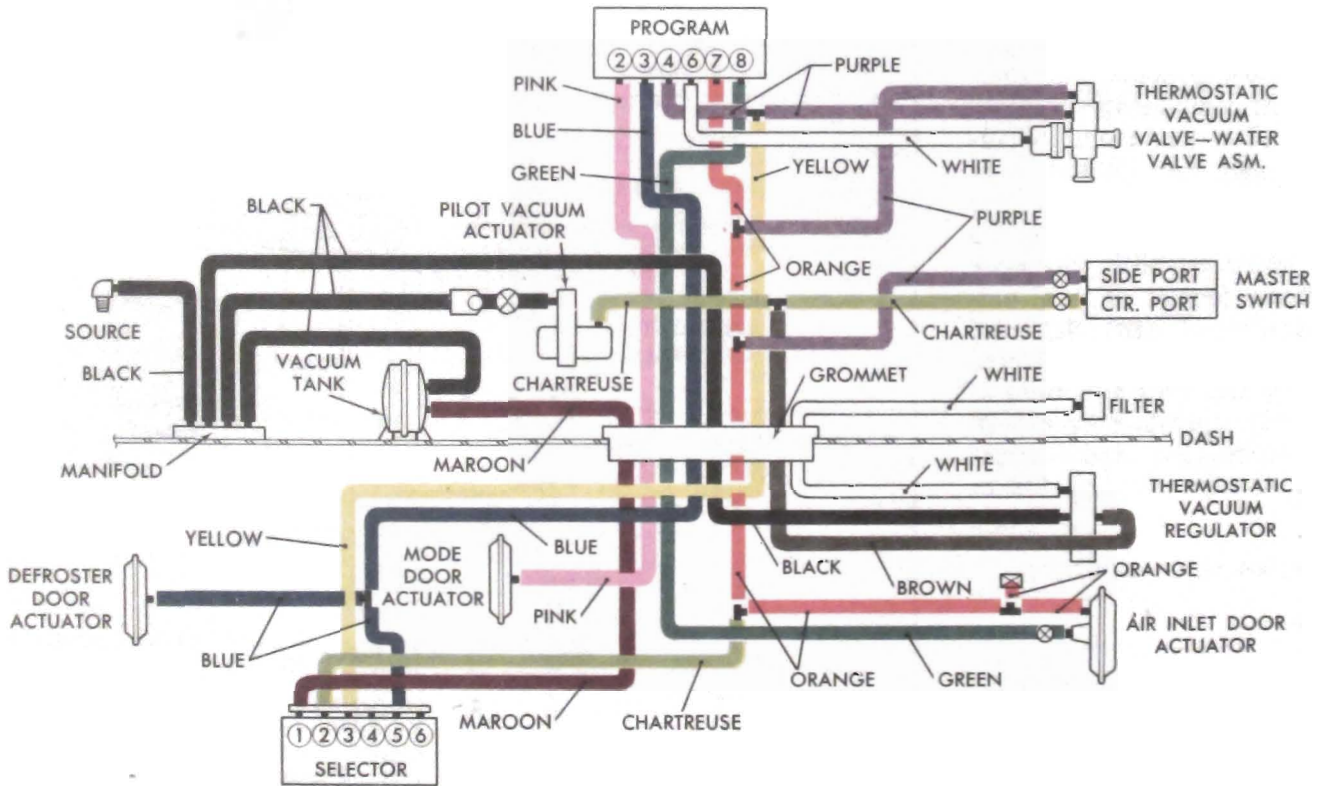 PROGRAM
2 3 4 6 7 8
PINK
PURPLE
BLUE
THERMOSTATIC
VACUUM
VALVE—WATER
VALVE ASM.
GREEN
YELLOW
WHITE
BLACK
PILOT VACUUM
ACTUATOR
PURPLE
ORANGE
SOURCE
SIDE PORT
CTR. PORT
MASTER
SWITCH
CHARTREUSE
BLACK
VACUUM
TANK
CHARTREUSE
GROMMET
WHITE
FILTER
DASH
MANIFOLD
MAROON
WHITE
THERMOSTATIC
VACUUM
REGULATOR
YELLOW
BLUE
BLACK
BROWN
ORANGE
DEFROSTER
DOOR
ACTUATOR
MODE
DOOR
ACTUATOR
PINK
AIR INLET DOOR
ACTUATOR
BLUE
ORANGE
GREEN
MAROON
CHARTREUSE
1 2 3 4 5 6
SELECTOR